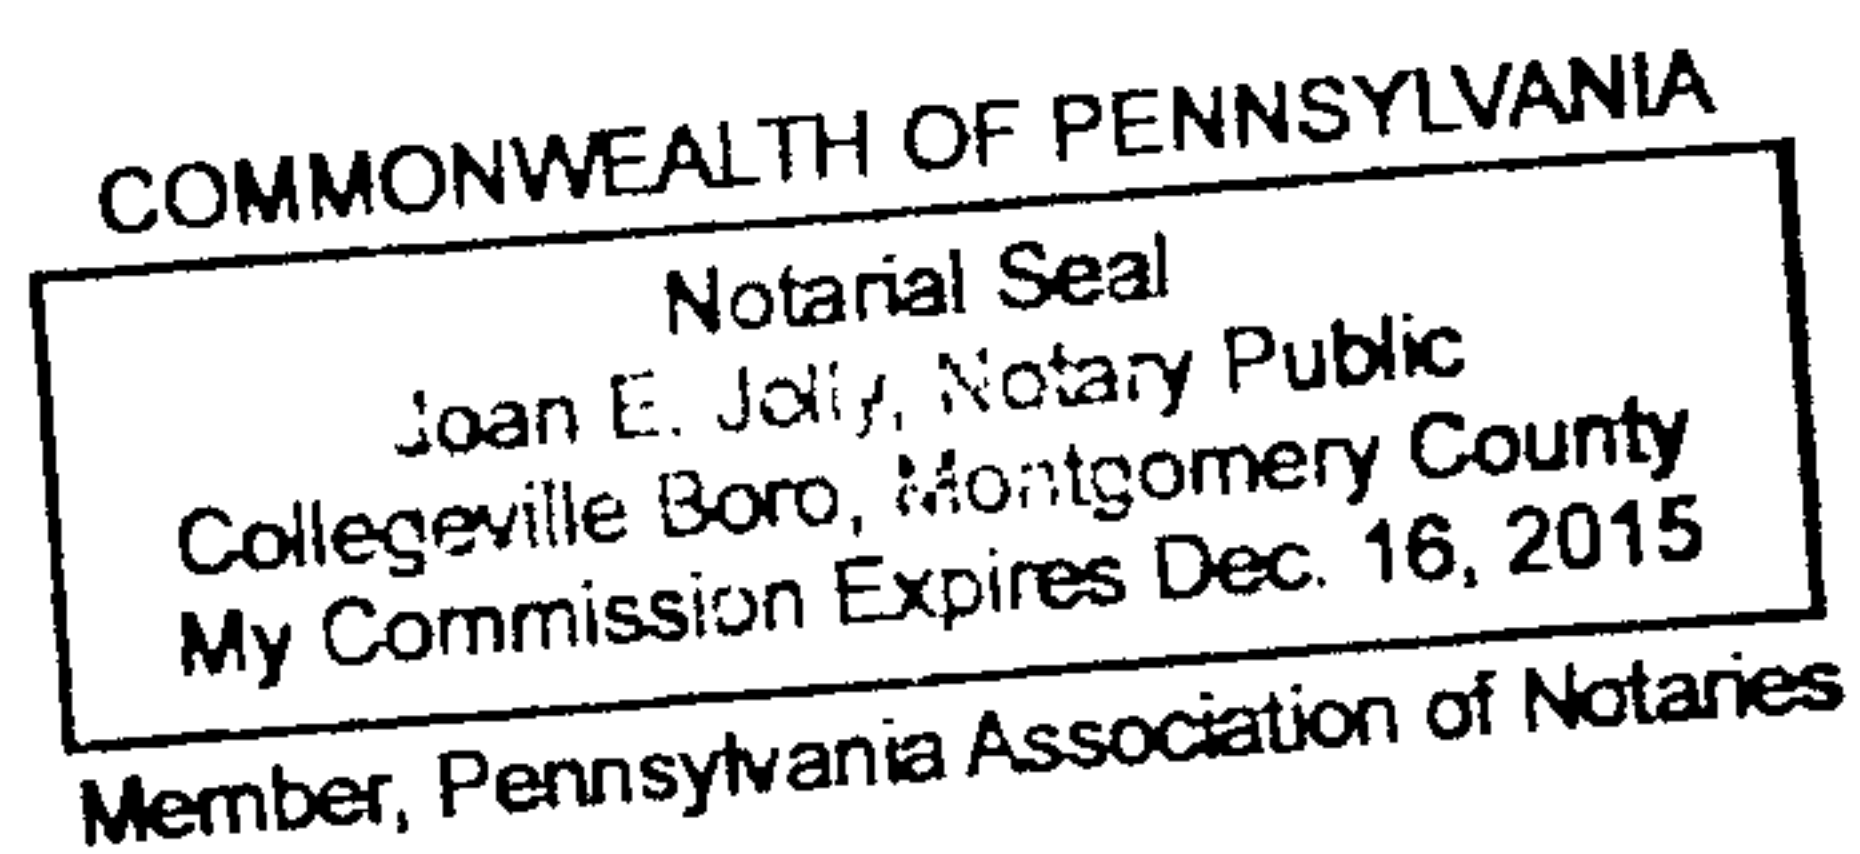 COMMONWEALTH OF PENNSYLVANIA
Notarial Seal
Joan E. Jolly, Notary Public
Collegeville Boro, Montgomery County
My Commission Expires Dec. 16, 2015
Member, Pennsylvania Association of Notaries